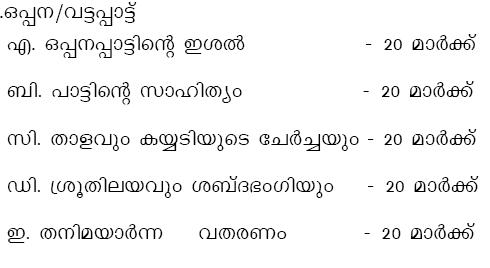 .ഒപ്പന/വട്ടപ്പാട്ട്
എ. ഒപ്പനപ്പാട്ടിന്റെ ഇശൽ - 20 മാർക്ക്
ബി. പാട്ടിന്റെ സാഹിത്യം - 20 മാർക്ക്
സി. താളവും കയ്യടിയുടെ ചേർച്ചയും - 20 മാർക്ക്
ഡി. ശ്രൂതിലയവും ശബ്ദഭംഗിയും - 20 മാർക്ക്
ഇ. തനിമയാർന്ന വതരണം - 20 മാർക്ക്